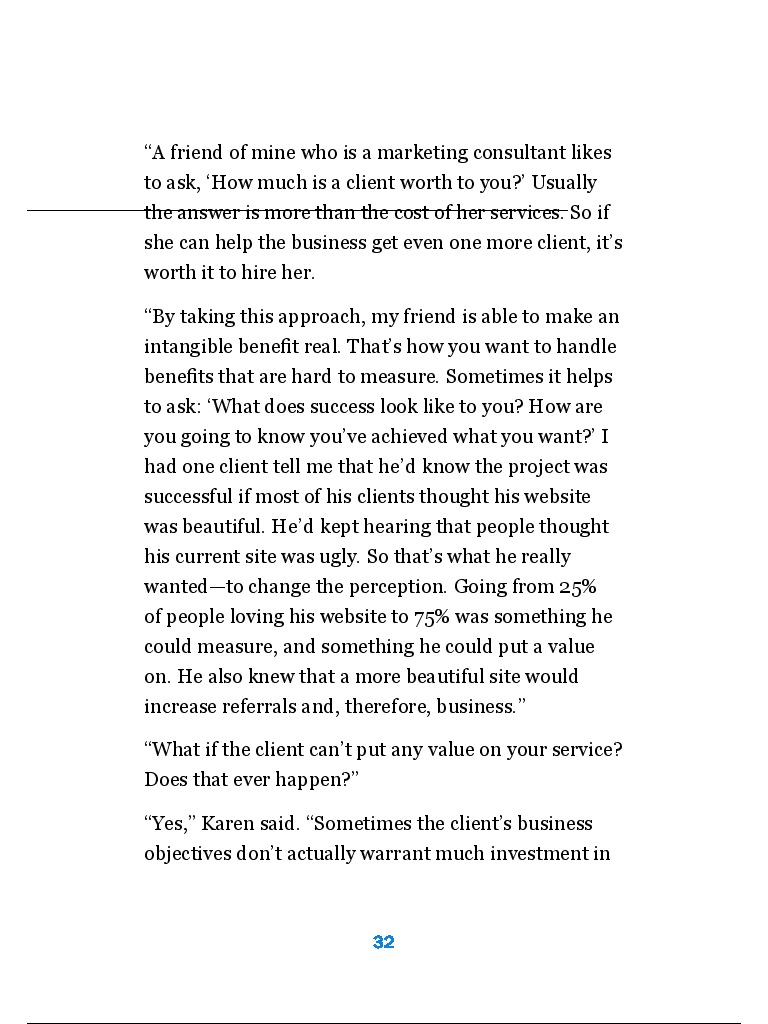 “A friend of mine who is a marketing consultant likes
to ask, ‘How much is a client worth to you?’ Usually
the answer is more than the cost of her services. So if
she can help the business get even one more client, it’s
worth it to hire her.
“By taking this approach, my friend is able to make an
intangible benefit real. That’s how you want to handle
benefits that are hard to measure. Sometimes it helps
to ask: ‘What does success look like to you? How are
you going to know you’ve achieved what you want?’ I
had one client tell me that he’d know the project was
successful if most of his clients thought his website
was beautiful. He’d kept hearing that people thought
his current site was ugly. So that’s what he really
wanted—to change the perception. Going from 25%
of people loving his website to 75% was something he
could measure, and something he could put a value
on. He also knew that a more beautiful site would
increase referrals and, therefore, business.”
“What if the client can’t put any value on your service?
Does that ever happen?”
“Yes,” Karen said. “Sometimes the client’s business
objectives don’t actually warrant much investment in
32